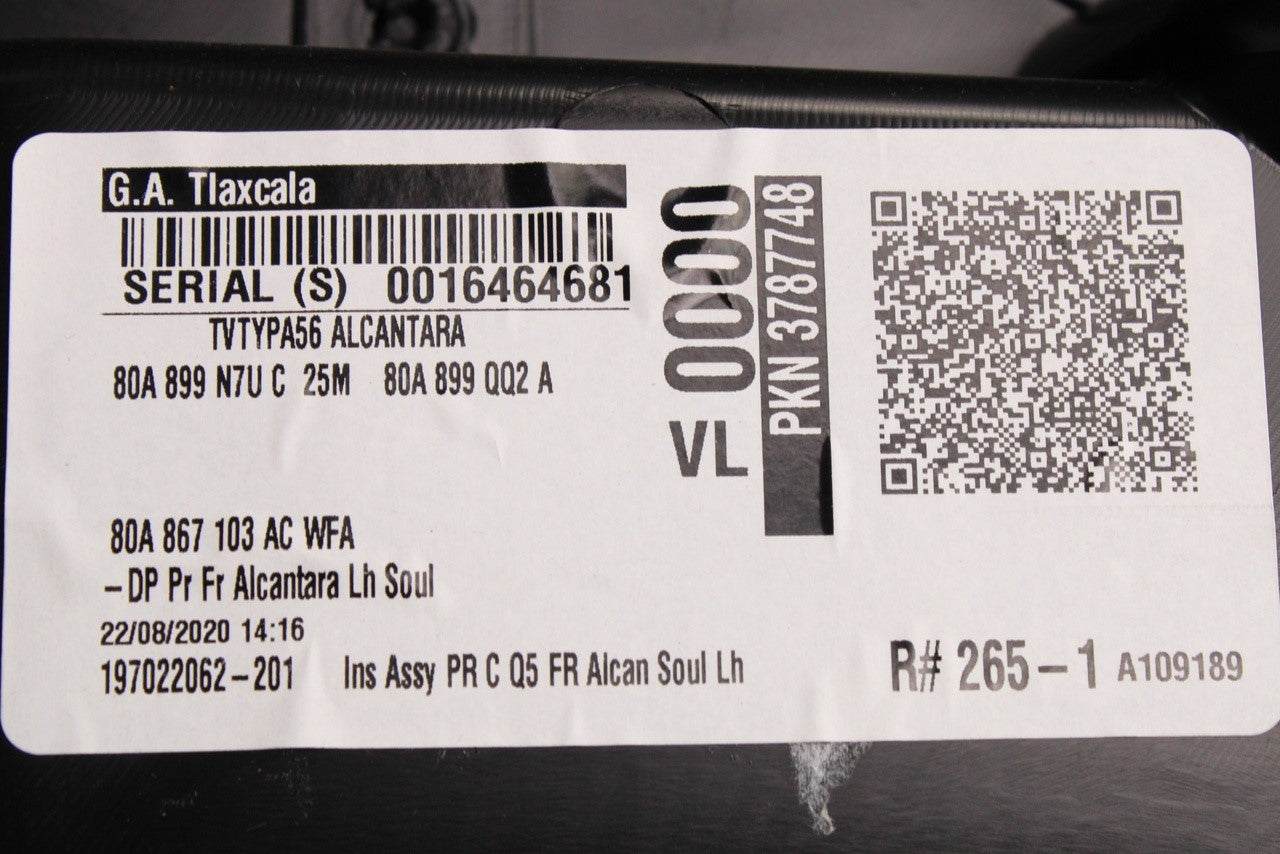 G.A. Tlaxcala
SERIAL (S) 0016464681
TVTYPA56 ALCANTARA
80A 899 N7U C 25M 80A 899 QQ2 A
0000
VL
PKN 3787748
80A 867 103 AC WFA
-DP Pr Fr Alcantara Lh Soul
22/08/2020 14:16
197022062-201 Ins Assy PR C Q5 FR Alcan Soul Lh
R# 265-1 A109189